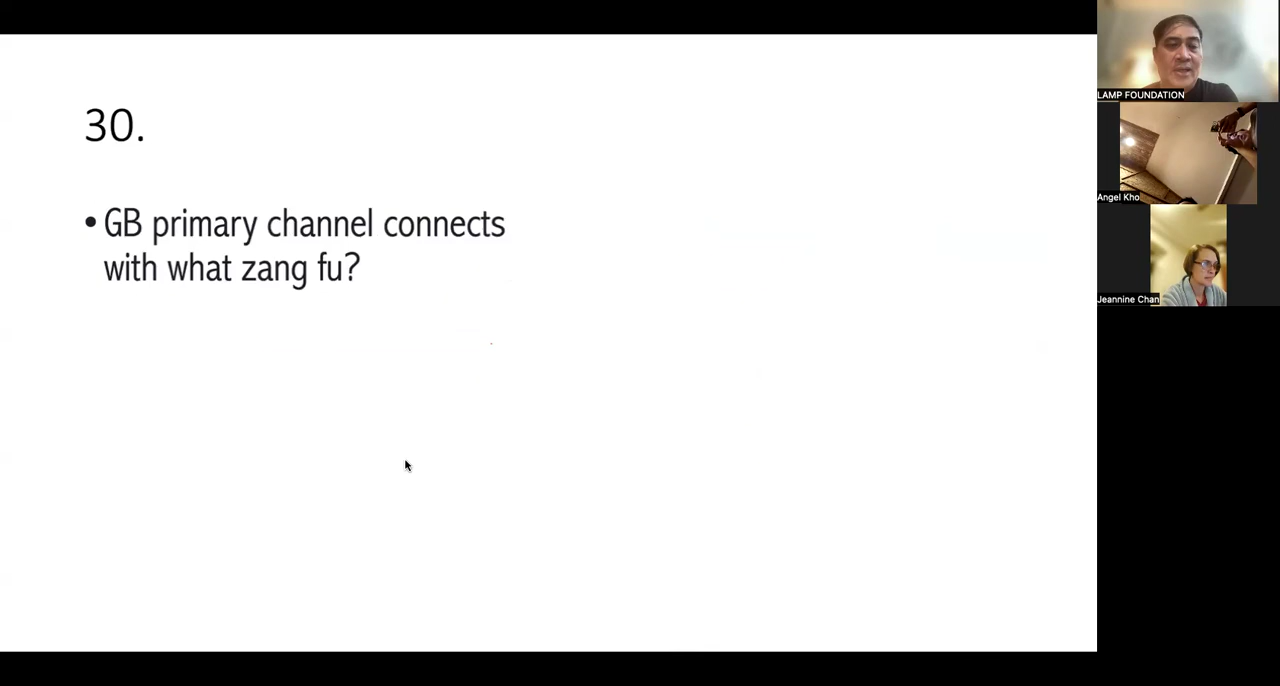 30.
• GB primary channel connects
with what zang fu?
LAMP FOUNDATION
Angel Kho
Jeannine Chan